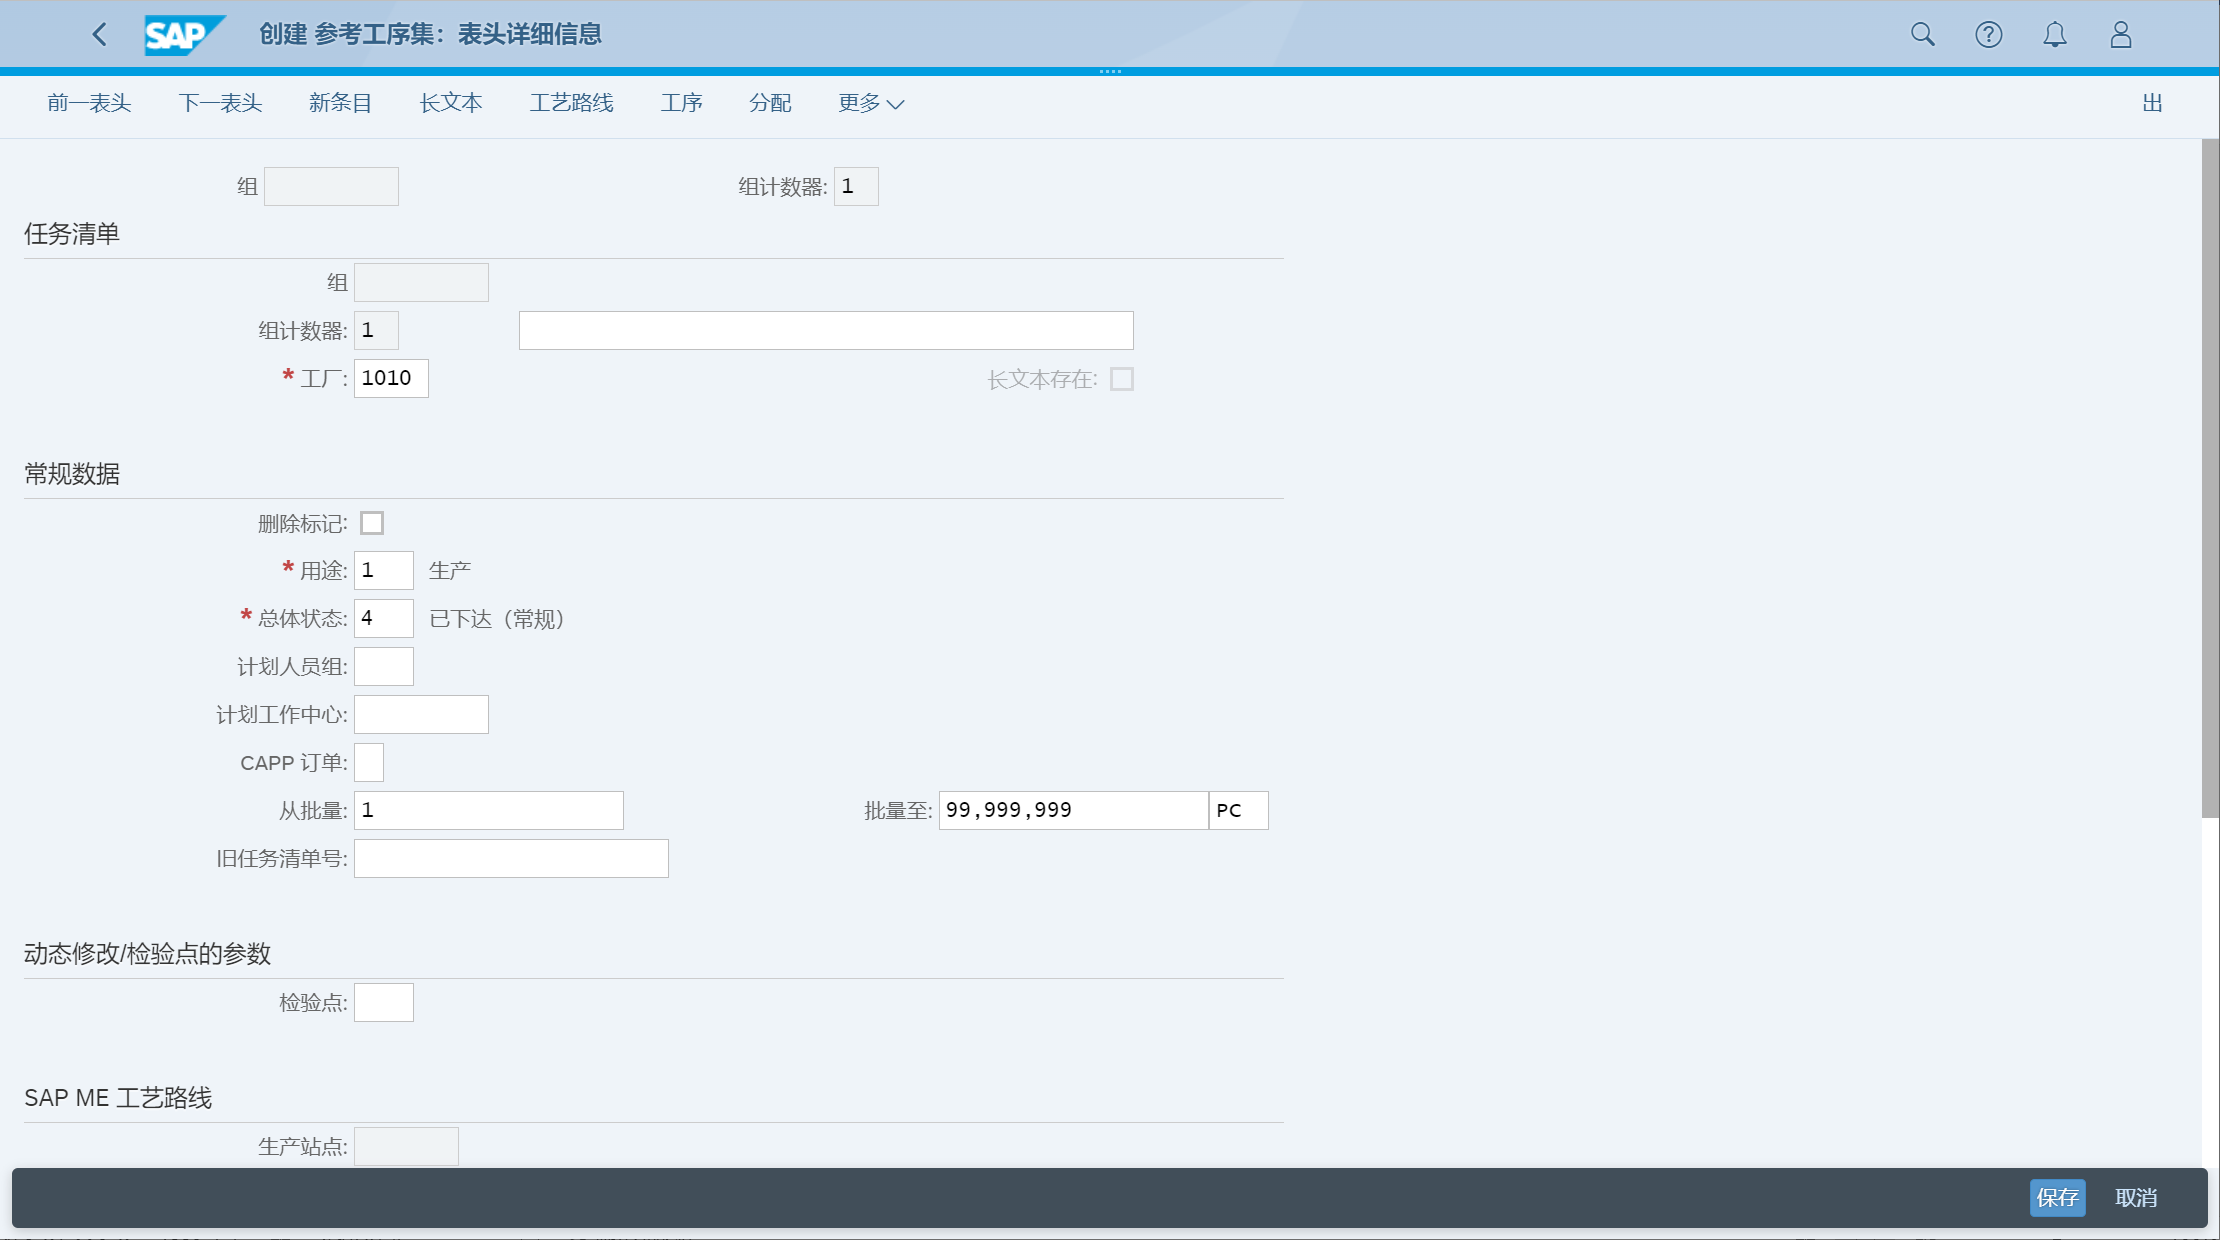 SAP 创建 参考工序集：表头详细信息
前一表头 下一表头 新条目 长文本 工艺路线 工序 分配 更多 出
组 组计数器: 1
任务清单
组
组计数器: 1
* 工厂: 1010 长文本存在:
常规数据
删除标记:
* 用途: 1 生产
* 总体状态: 4 已下达（常规）
计划人员组:
计划工作中心:
CAPP 订单:
从批量: 1 批量至: 99,999,999 PC
旧任务清单号:
动态修改/检验点的参数
检验点:
SAP ME 工艺路线
生产站点:
保存 取消